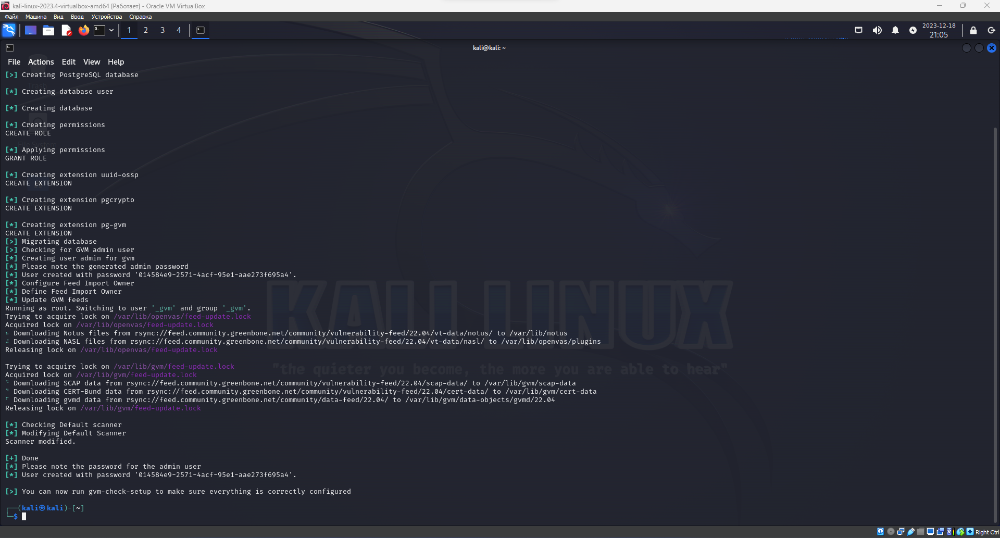 kali-linux-2023.4-virtualbox-amd64 [Работает] - Oracle VM VirtualBox
Файл Машина Вид Ввод Устройства Справка
1 2 3 4
2023-12-18
21:05
kali@kali: ~
File Actions Edit View Help
[>] Creating PostgreSQL database
Trash
[*] Creating database user
[*] Creating database
[*] Creating permissions
CREATE ROLE
File System
[*] Applying permissions
GRANT ROLE
[*] Creating extension uuid-ossp
CREATE EXTENSION
[*] Creating extension pgcrypto
CREATE EXTENSION
[*] Creating extension pg-gvm
CREATE EXTENSION
[>] Migrating database
[>] Checking for GVM admin user
[*] Creating user admin for gvm
[*] Please note the generated admin password
[*] User created with password '014584e9-2571-4acf-95e1-aae273f695a4'.
[*] Configure Feed Import Owner
[*] Define Feed Import Owner
[*] Update GVM feeds
Running as root. Switching to user '_gvm' and group '_gvm'.
Trying to acquire lock on /var/lib/openvas/feed-update.lock
Acquired lock on /var/lib/openvas/feed-update.lock
⠦ Downloading Notus files from rsync://feed.community.greenbone.net/community/vulnerability-feed/22.04/vt-data/notus/ to /var/lib/notus
⠼ Downloading NASL files from rsync://feed.community.greenbone.net/community/vulnerability-feed/22.04/vt-data/nasl/ to /var/lib/openvas/plugins
Releasing lock on /var/lib/openvas/feed-update.lock
KALI LINUX
"the quieter you become, the more you are able to hear"
Trying to acquire lock on /var/lib/gvm/feed-update.lock
Acquired lock on /var/lib/gvm/feed-update.lock
⠙ Downloading SCAP data from rsync://feed.community.greenbone.net/community/vulnerability-feed/22.04/scap-data/ to /var/lib/gvm/scap-data
⠙ Downloading CERT-Bund data from rsync://feed.community.greenbone.net/community/vulnerability-feed/22.04/cert-data/ to /var/lib/gvm/cert-data
⠋ Downloading gvmd data from rsync://feed.community.greenbone.net/community/data-feed/22.04/ to /var/lib/gvm/data-objects/gvmd/22.04
Releasing lock on /var/lib/gvm/feed-update.lock
[*] Checking Default scanner
[*] Modifying Default Scanner
Scanner modified.
[+] Done
[*] Please note the password for the admin user
[*] User created with password '014584e9-2571-4acf-95e1-aae273f695a4'.
[>] You can now run gvm-check-setup to make sure everything is correctly configured
┌──(kali㉿kali)-[~]
└─$
Right Ctrl